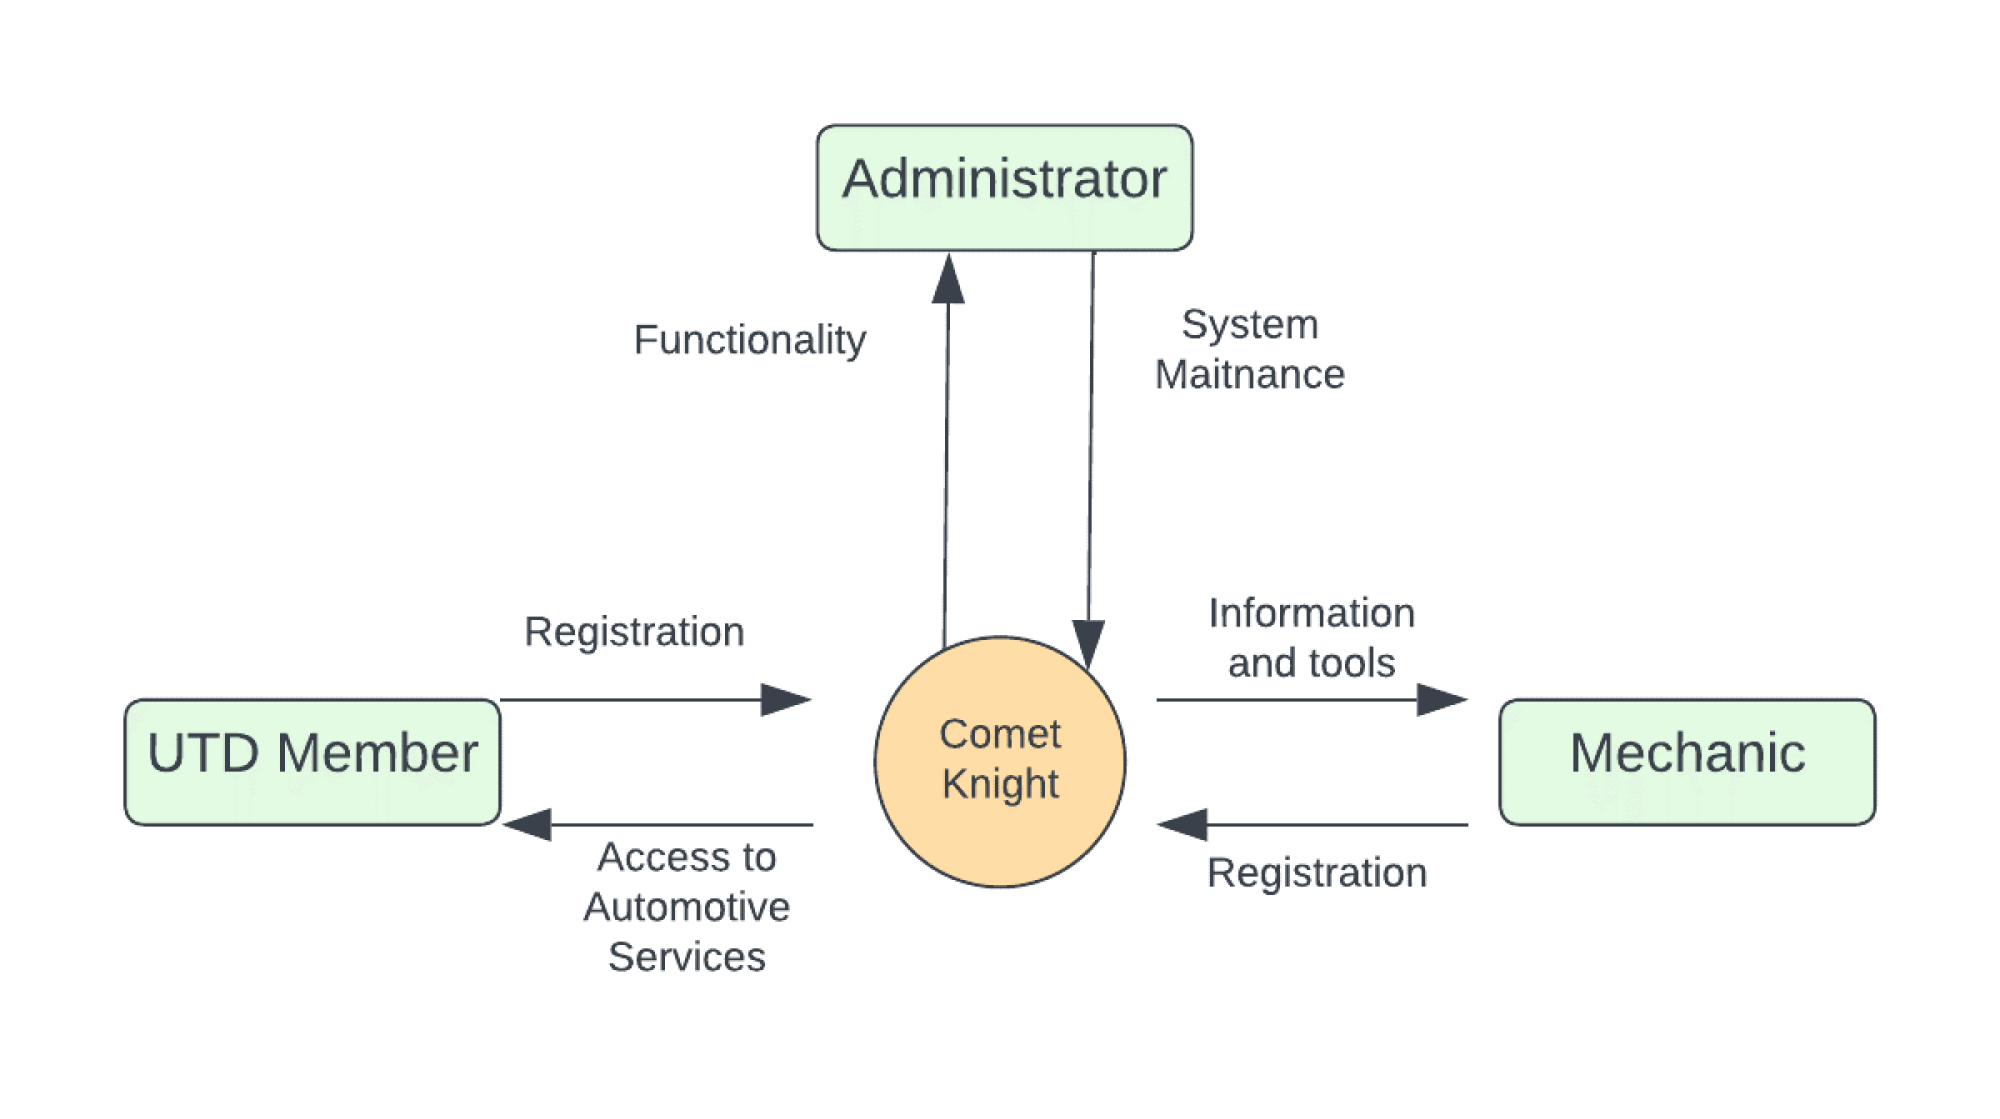 Administrator
Functionality
System
Maitnance
Registration
Information
and tools
UTD Member
Comet
Knight
Mechanic
Access to
Automotive
Services
Registration